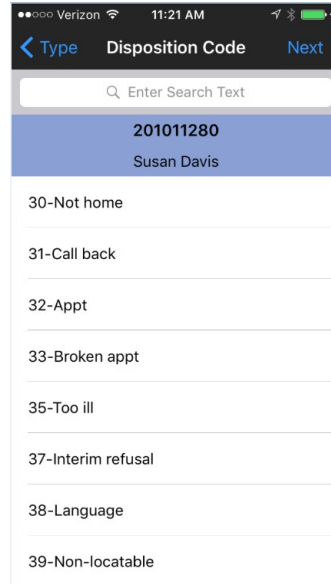 Verizon 11:21 AM
Type Disposition Code Next
Enter Search Text
201011280
Susan Davis
30-Not home
31-Call back
32-Appt
33-Broken appt
35-Too ill
37-Interim refusal
38-Language
39-Non-locatable